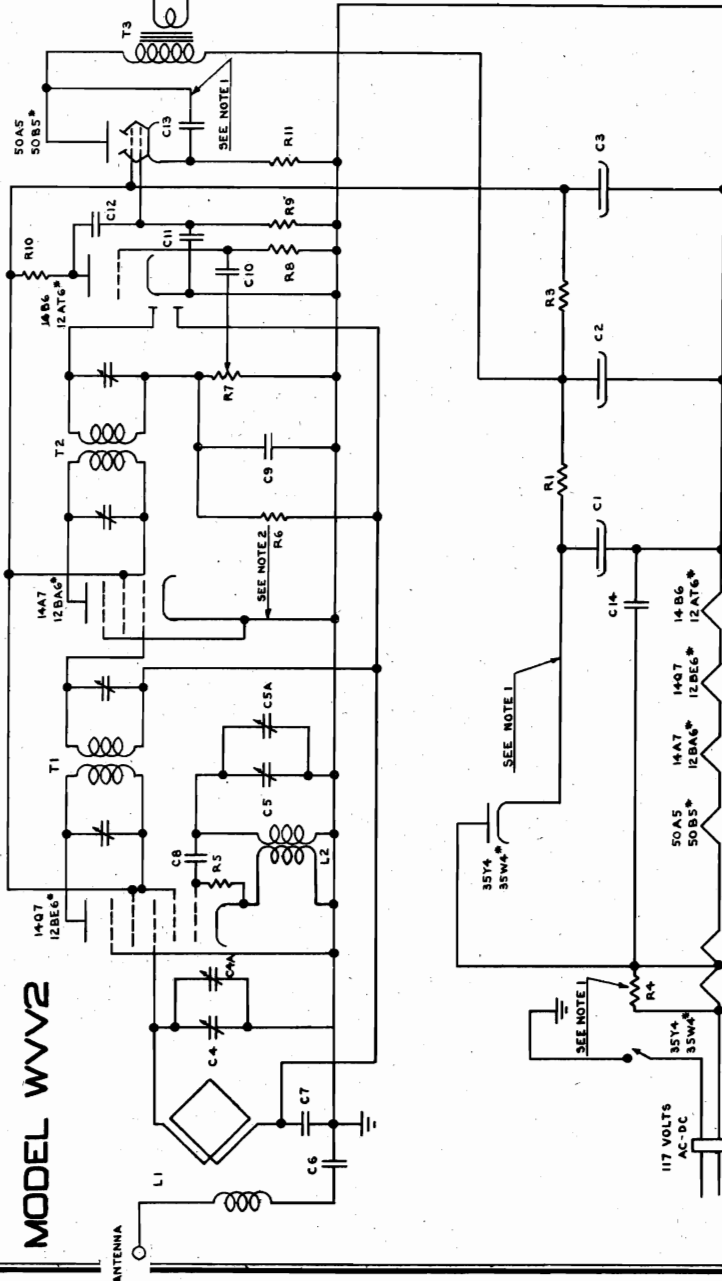 MODEL WVV2
ANTENNA
L1
C6
C7
C4
C4A
14Q7
12BE6*
C8
R5
L2
C5
C5A
T1
14A7
12BA6*
SEE NOTE 2
R6
T2
C9
R7
14B6
12AT6*
R10
C12
C11
C10
R8
R9
50A5
50B5*
C13
SEE NOTE 1
R11
T3
117 VOLTS
AC-DC
35Y4
35W4*
SEE NOTE 1
R4
35Y4
35W4*
SEE NOTE 1
C14
C1
R1
C2
R3
C3
50A5
50B5*
14A7
12BA6*
14Q7
12BE6*
14B6
12AT6*